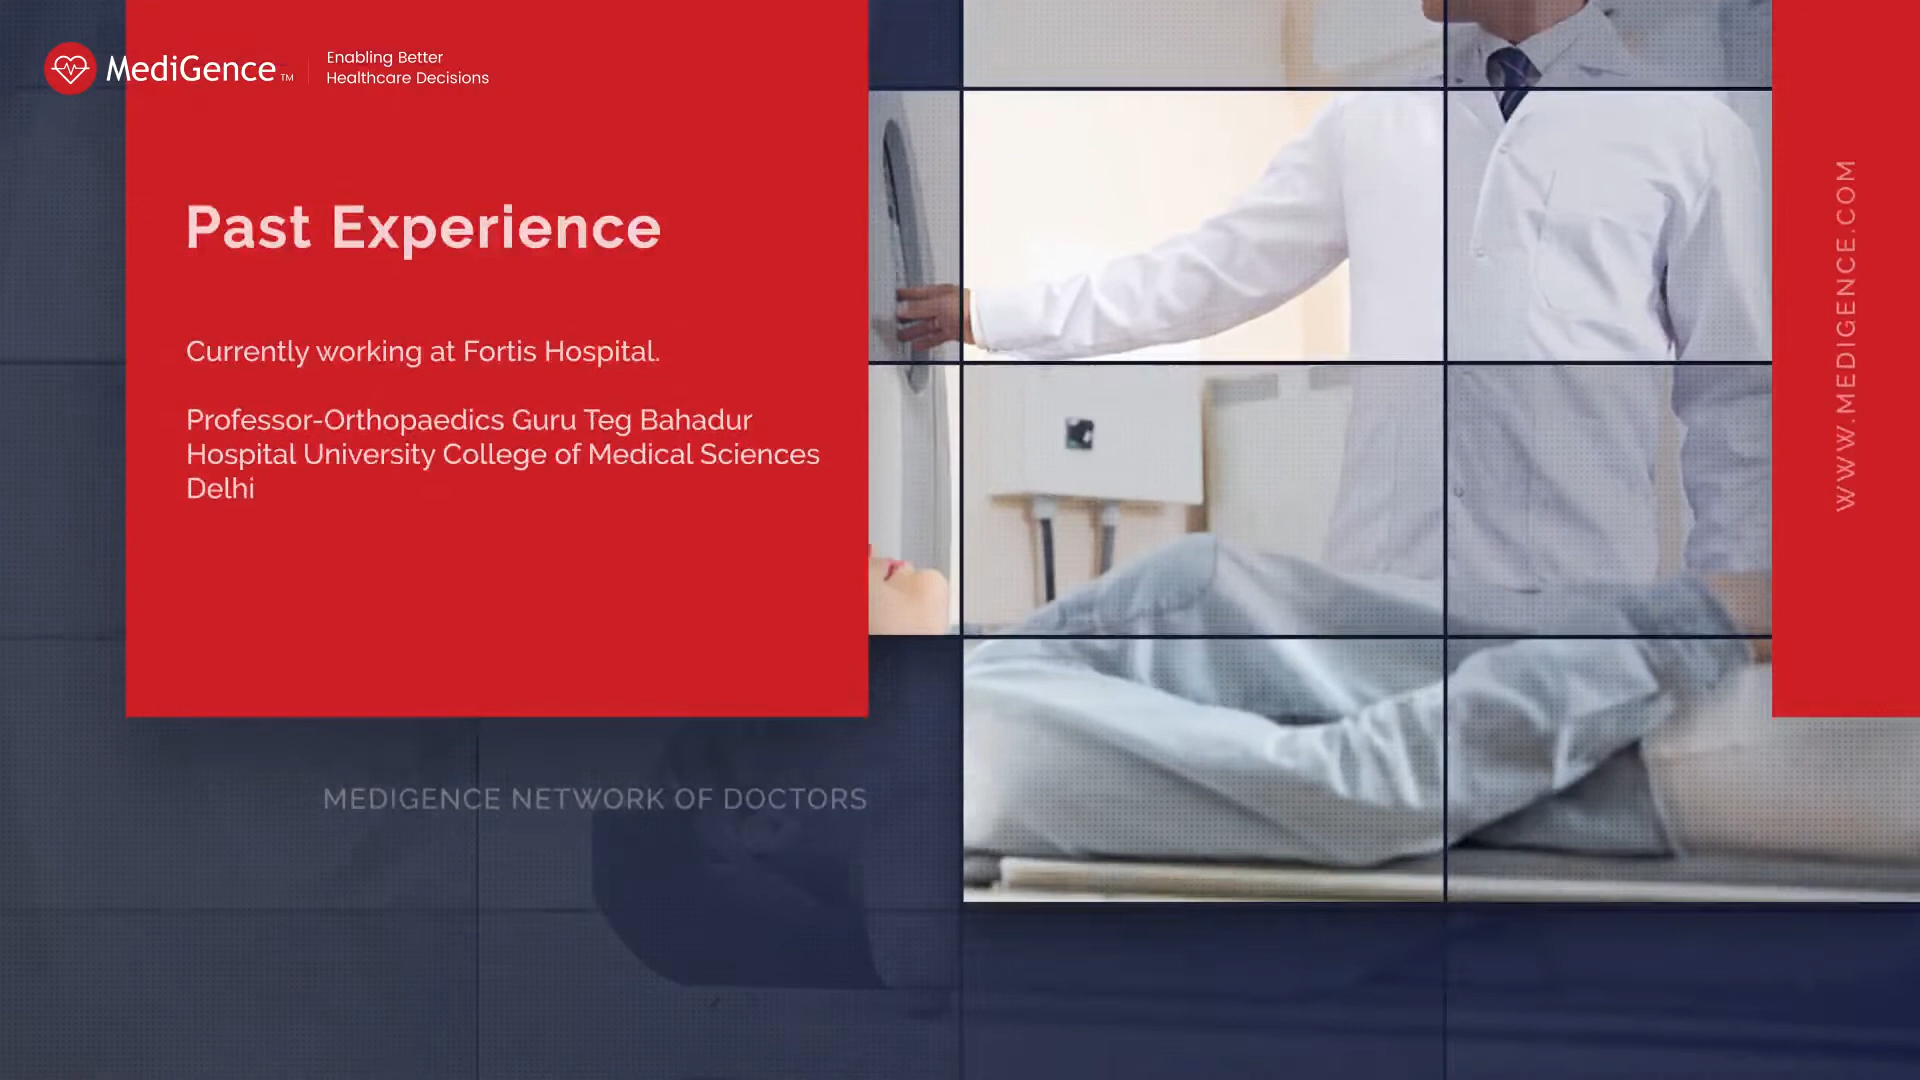 MediGence TM
Enabling Better
Healthcare Decisions
Past Experience
Currently working at Fortis Hospital.
Professor-Orthopaedics Guru Teg Bahadur
Hospital University College of Medical Sciences
Delhi
MEDIGENCE NETWORK OF DOCTORS
WWW.MEDIGENCE.COM